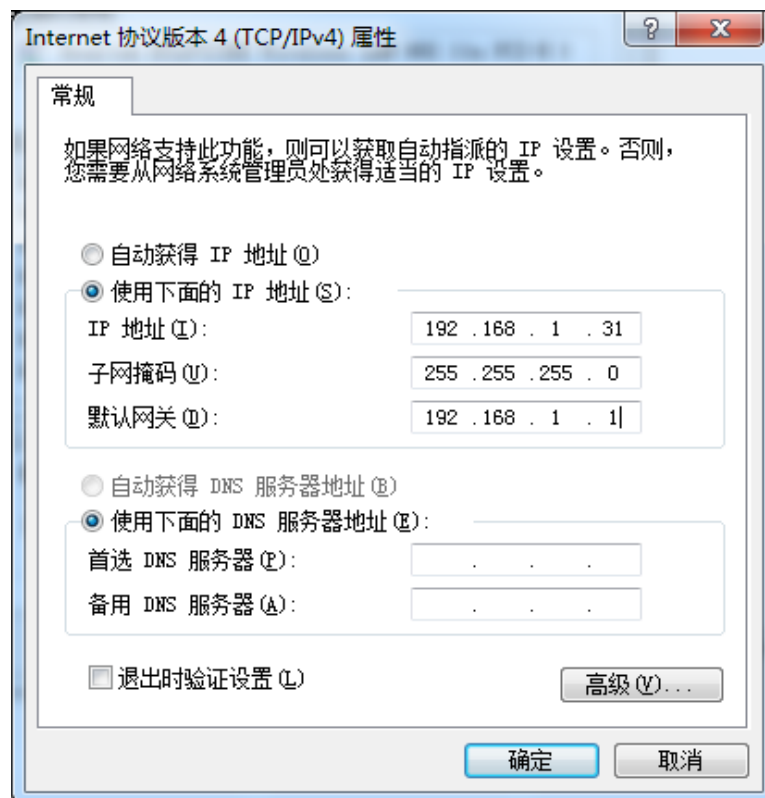 Internet 协议版本 4 (TCP/IPv4) 属性
常规
如果网络支持此功能，则可以获取自动指派的 IP 设置。否则，
您需要从网络系统管理员处获得适当的 IP 设置。
自动获得 IP 地址(O)
使用下面的 IP 地址(S):
IP 地址(I): 192 .168 . 1 . 31
子网掩码(U): 255 .255 .255 . 0
默认网关(D): 192 .168 . 1 . 1
自动获得 DNS 服务器地址(B)
使用下面的 DNS 服务器地址(E):
首选 DNS 服务器(P): . . .
备用 DNS 服务器(A): . . .
退出时验证设置(L)
高级(V)...
确定 取消